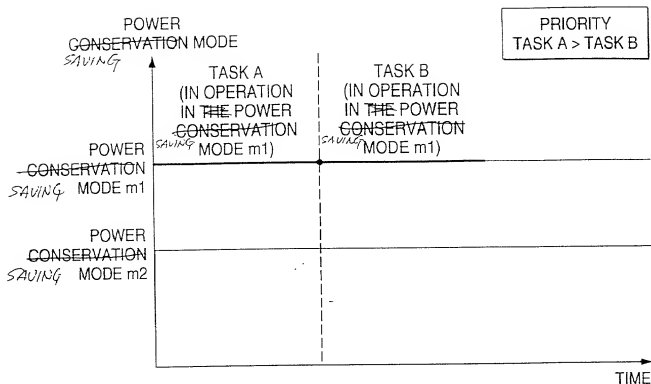 POWER
CONSERVATION MODE
SAVING
PRIORITY
TASK A > TASK B
TASK A
(IN OPERATION
IN THE POWER
CONSERVATION
SAVING MODE m1)
TASK B
(IN OPERATION
IN THE POWER
CONSERVATION
SAVING MODE m1)
POWER
CONSERVATION
SAVING MODE m1
POWER
CONSERVATION
SAVING MODE m2
TIME